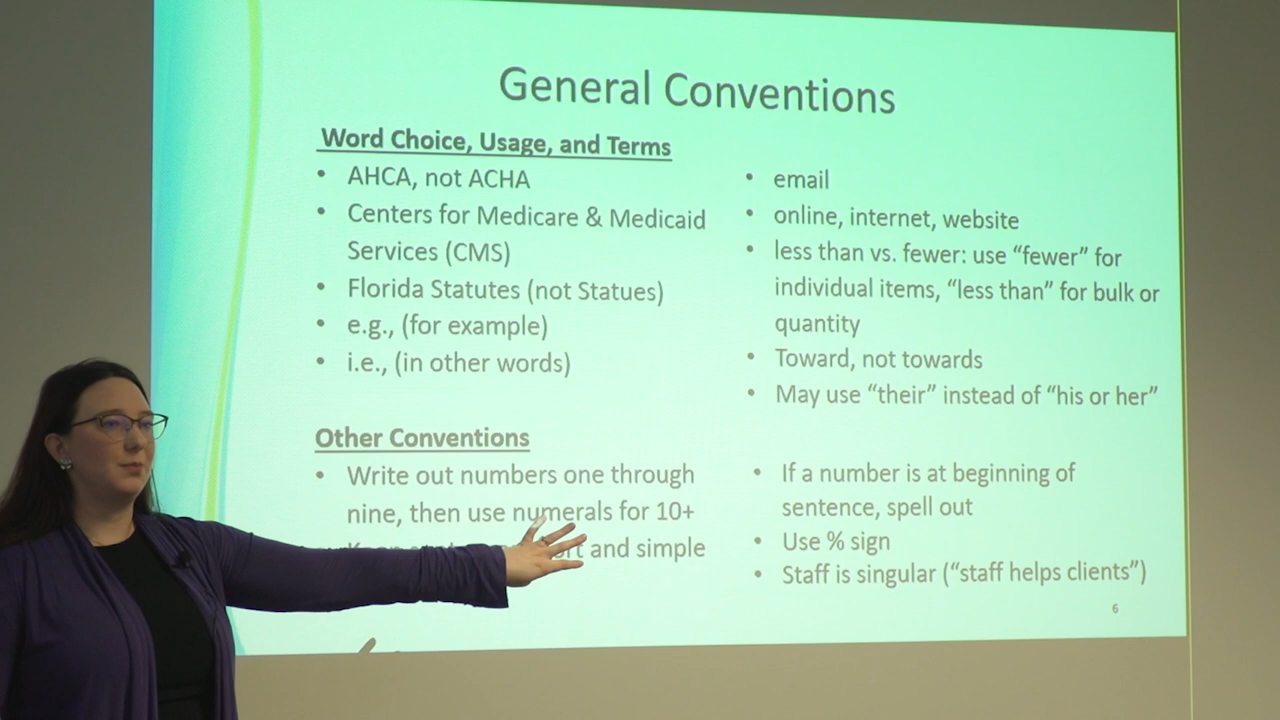 General Conventions
Word Choice, Usage, and Terms
• AHCA, not ACHA
• Centers for Medicare & Medicaid
Services (CMS)
• Florida Statutes (not Statues)
• e.g., (for example)
• i.e., (in other words)
• email
• online, internet, website
• less than vs. fewer: use “fewer” for
individual items, “less than” for bulk or
quantity
• Toward, not towards
• May use “their” instead of “his or her”
Other Conventions
• Write out numbers one through
nine, then use numerals for 10+
and simple
• If a number is at beginning of
sentence, spell out
• Use % sign
• Staff is singular (“staff helps clients”)
6